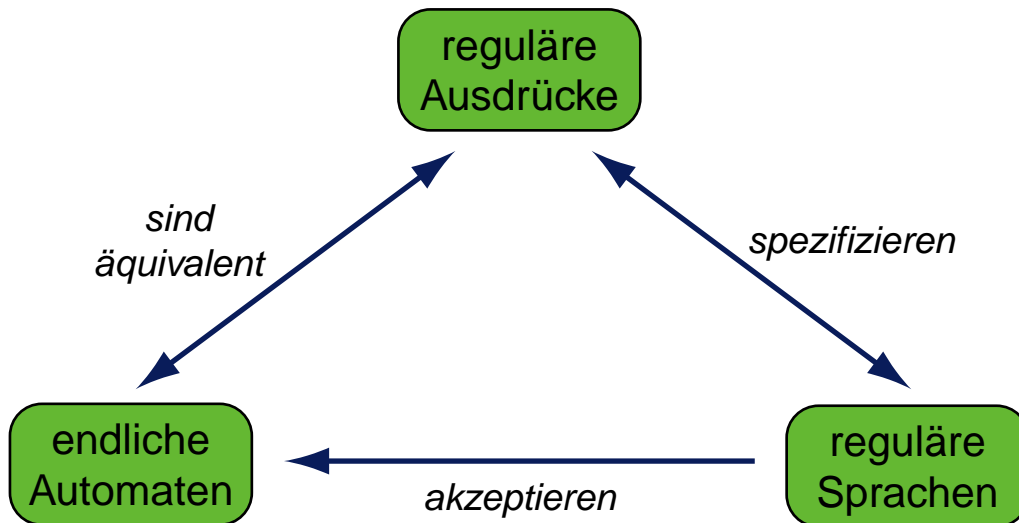 reguläre
Ausdrücke
sind
äquivalent
spezifizieren
endliche
Automaten
akzeptieren
reguläre
Sprachen